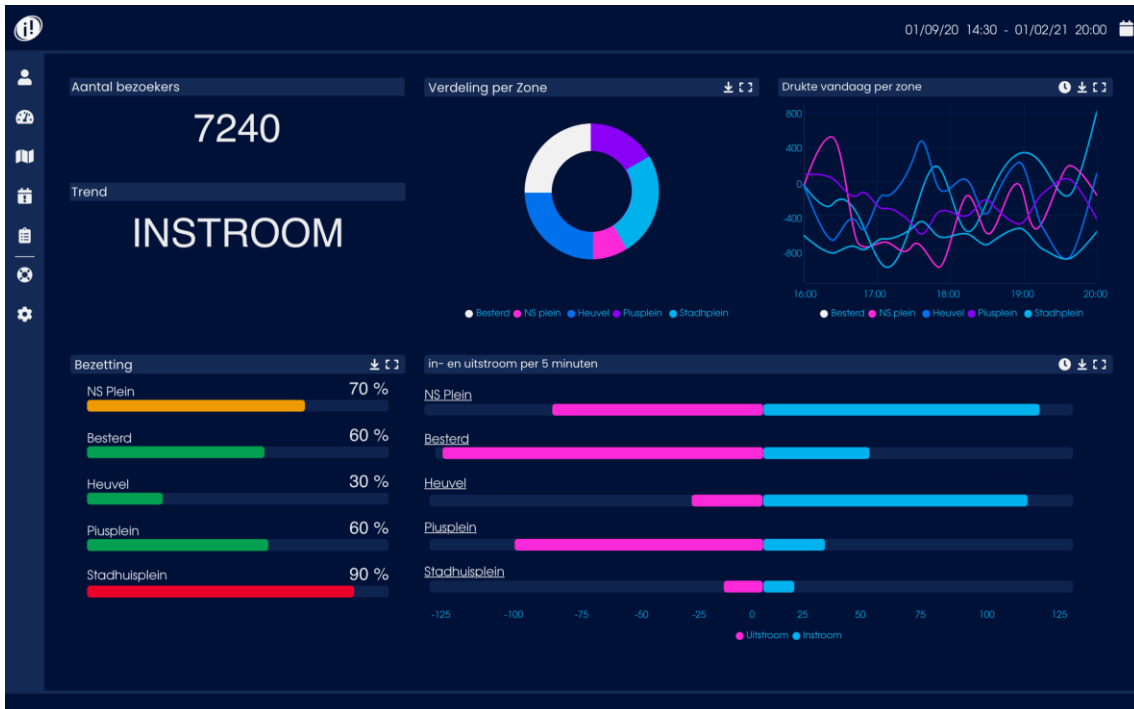 i!
01/09/20 14:30 - 01/02/21 20:00
Aantal bezoekers
7240
Trend
INSTROOM
Verdeling per Zone
Besterd NS plein Heuvel Piusplein Stadhplein
Drukte vandaag per zone
800
400
0
-400
-800
16:00 17:00 18:00 19:00 20:00
Besterd NS plein Heuvel Piusplein Stadhplein
Bezetting
NS Plein 70 %
Besterd 60 %
Heuvel 30 %
Piusplein 60 %
Stadhuisplein 90 %
in- en uitstroom per 5 minuten
NS Plein
Besterd
Heuvel
Piusplein
Stadhuisplein
-125 -100 -75 -50 -25 0 25 50 75 100 125
Uitstroom Instroom